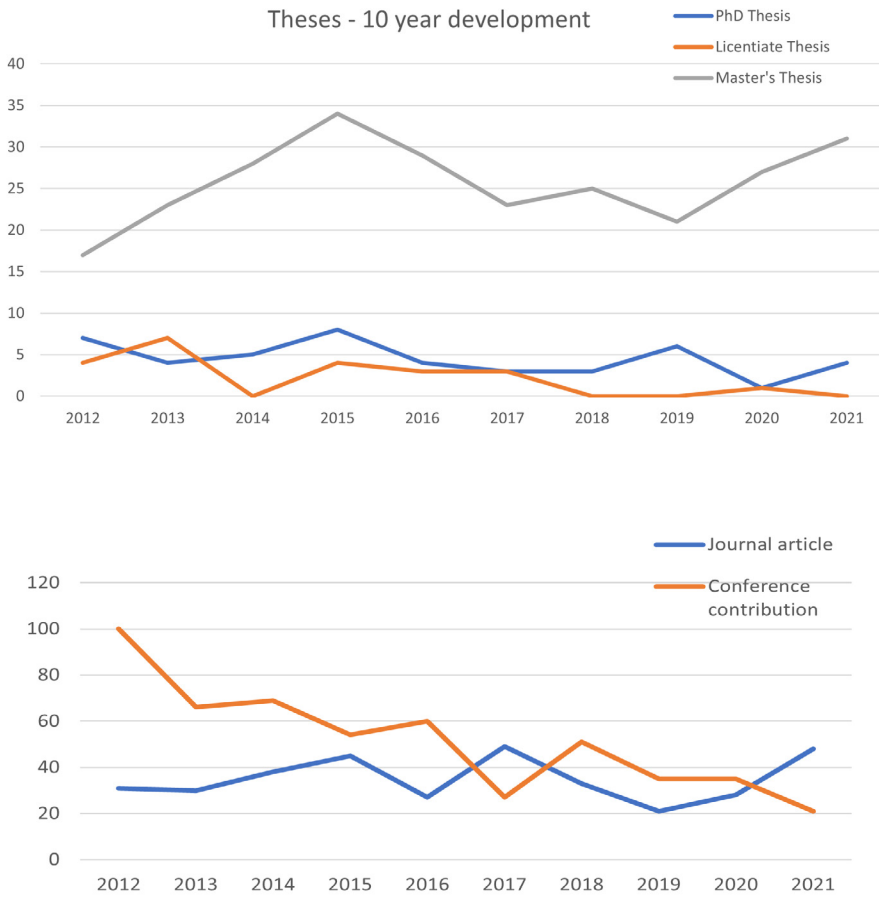 Theses - 10 year development
PhD Thesis
Licentiate Thesis
Master's Thesis
40
35
30
25
20
15
10
5
0
2012 2013 2014 2015 2016 2017 2018 2019 2020 2021
Journal article
Conference
contribution
120
100
80
60
40
20
0
2012 2013 2014 2015 2016 2017 2018 2019 2020 2021